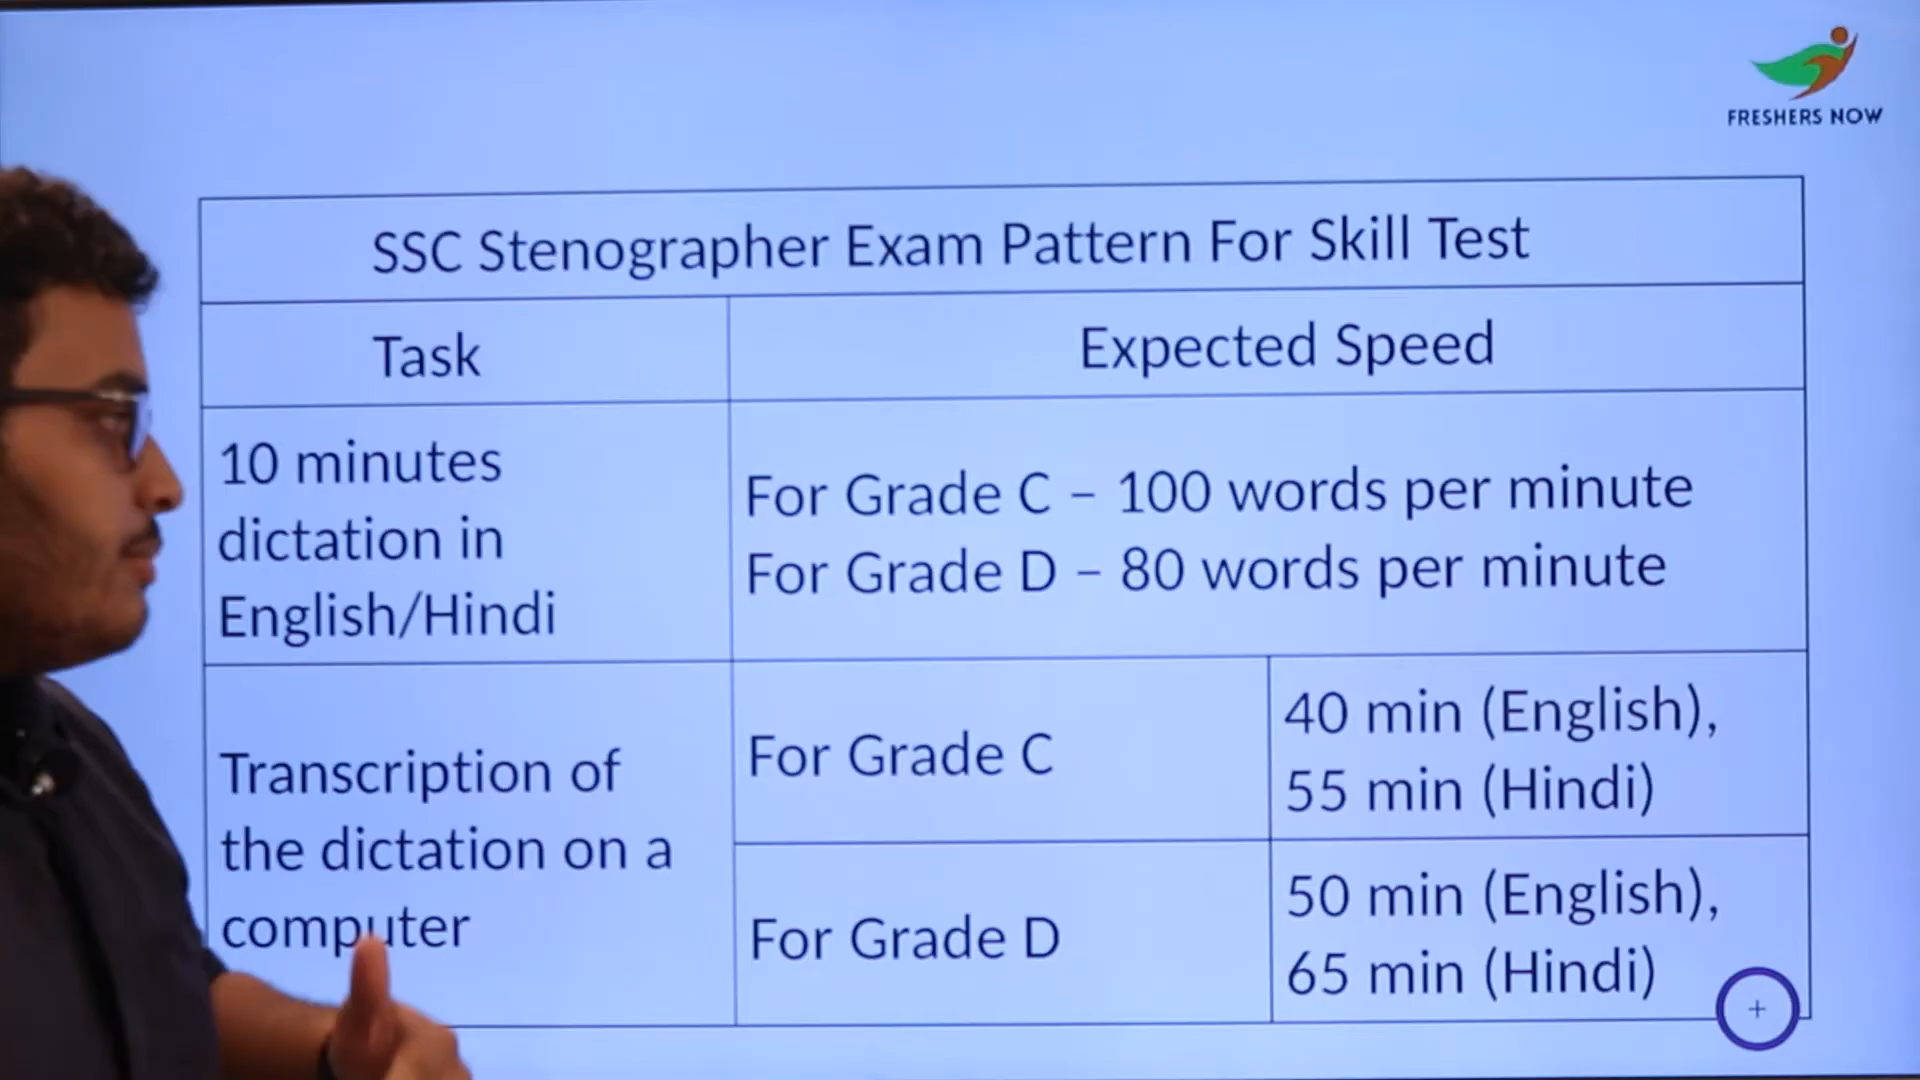 FRESHERS NOW
SSC Stenographer Exam Pattern For Skill Test
Task
Expected Speed
10 minutes
dictation in
English/Hindi
For Grade C – 100 words per minute
For Grade D – 80 words per minute
Transcription of
the dictation on a
computer
For Grade C
40 min (English),
55 min (Hindi)
For Grade D
50 min (English),
65 min (Hindi)